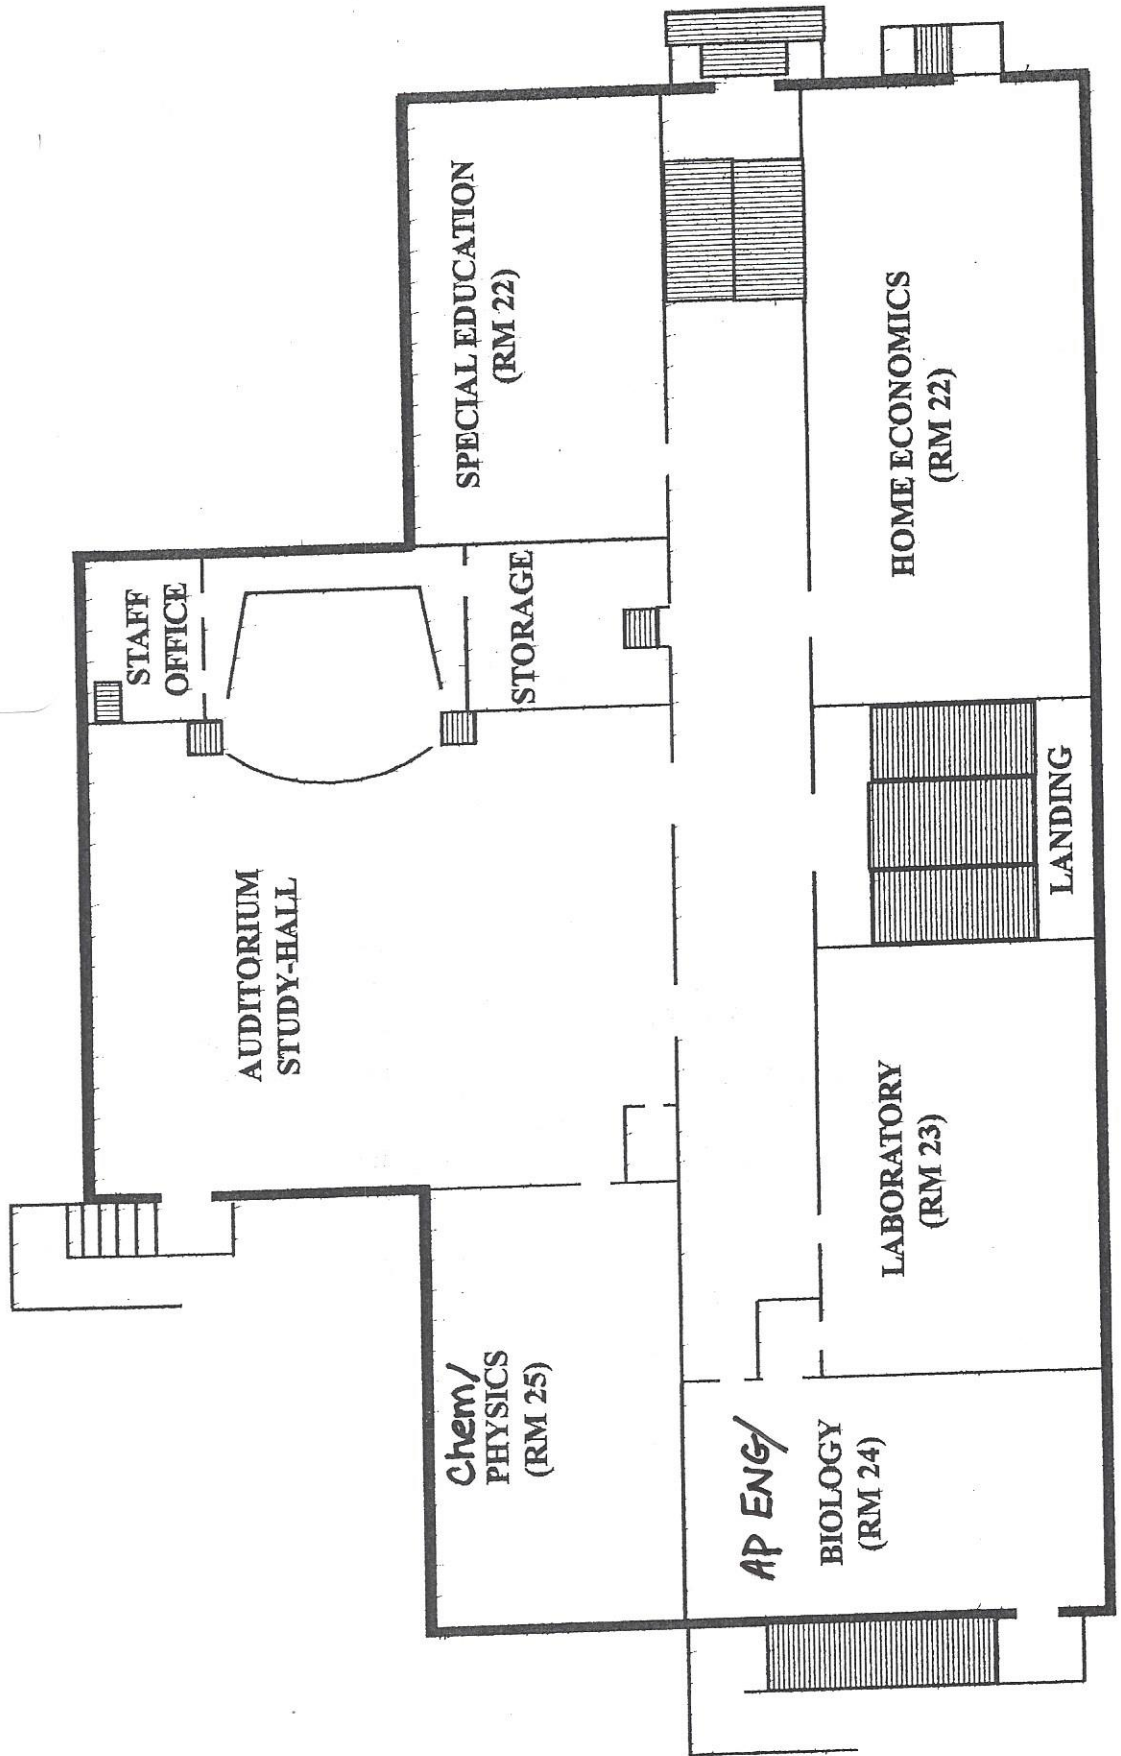 STAFF
OFFICE
SPECIAL EDUCATION
(RM 22)
STORAGE
AUDITORIUM
STUDY-HALL
HOME ECONOMICS
(RM 22)
LANDING
LABORATORY
(RM 23)
Chem/
PHYSICS
(RM 25)
AP ENG/
BIOLOGY
(RM 24)